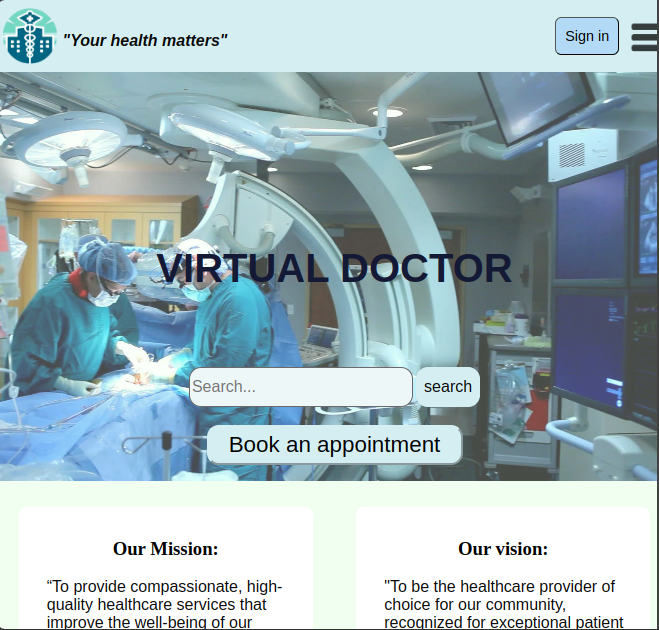 "Your health matters"
Sign in
VIRTUAL DOCTOR
Search...
search
Book an appointment
Our Mission:
“To provide compassionate, high-
quality healthcare services that
improve the well-being of our
Our vision:
"To be the healthcare provider of
choice for our community,
recognized for exceptional patient